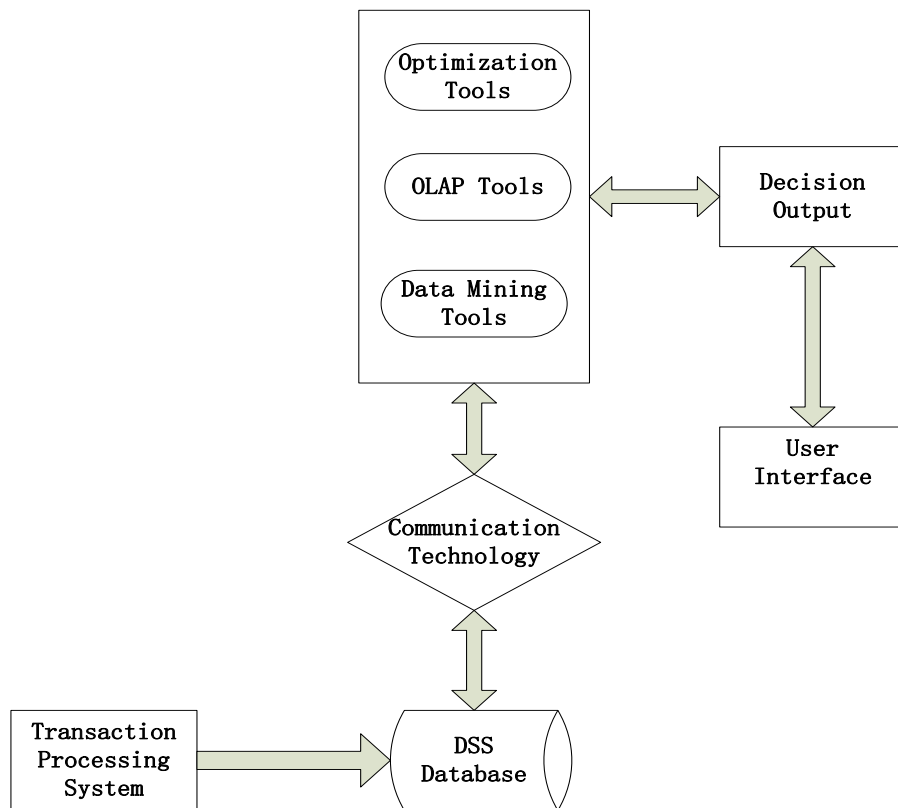 Optimization
Tools
OLAP Tools
Data Mining
Tools
Decision
Output
User
Interface
Communication
Technology
Transaction
Processing
System
DSS
Database